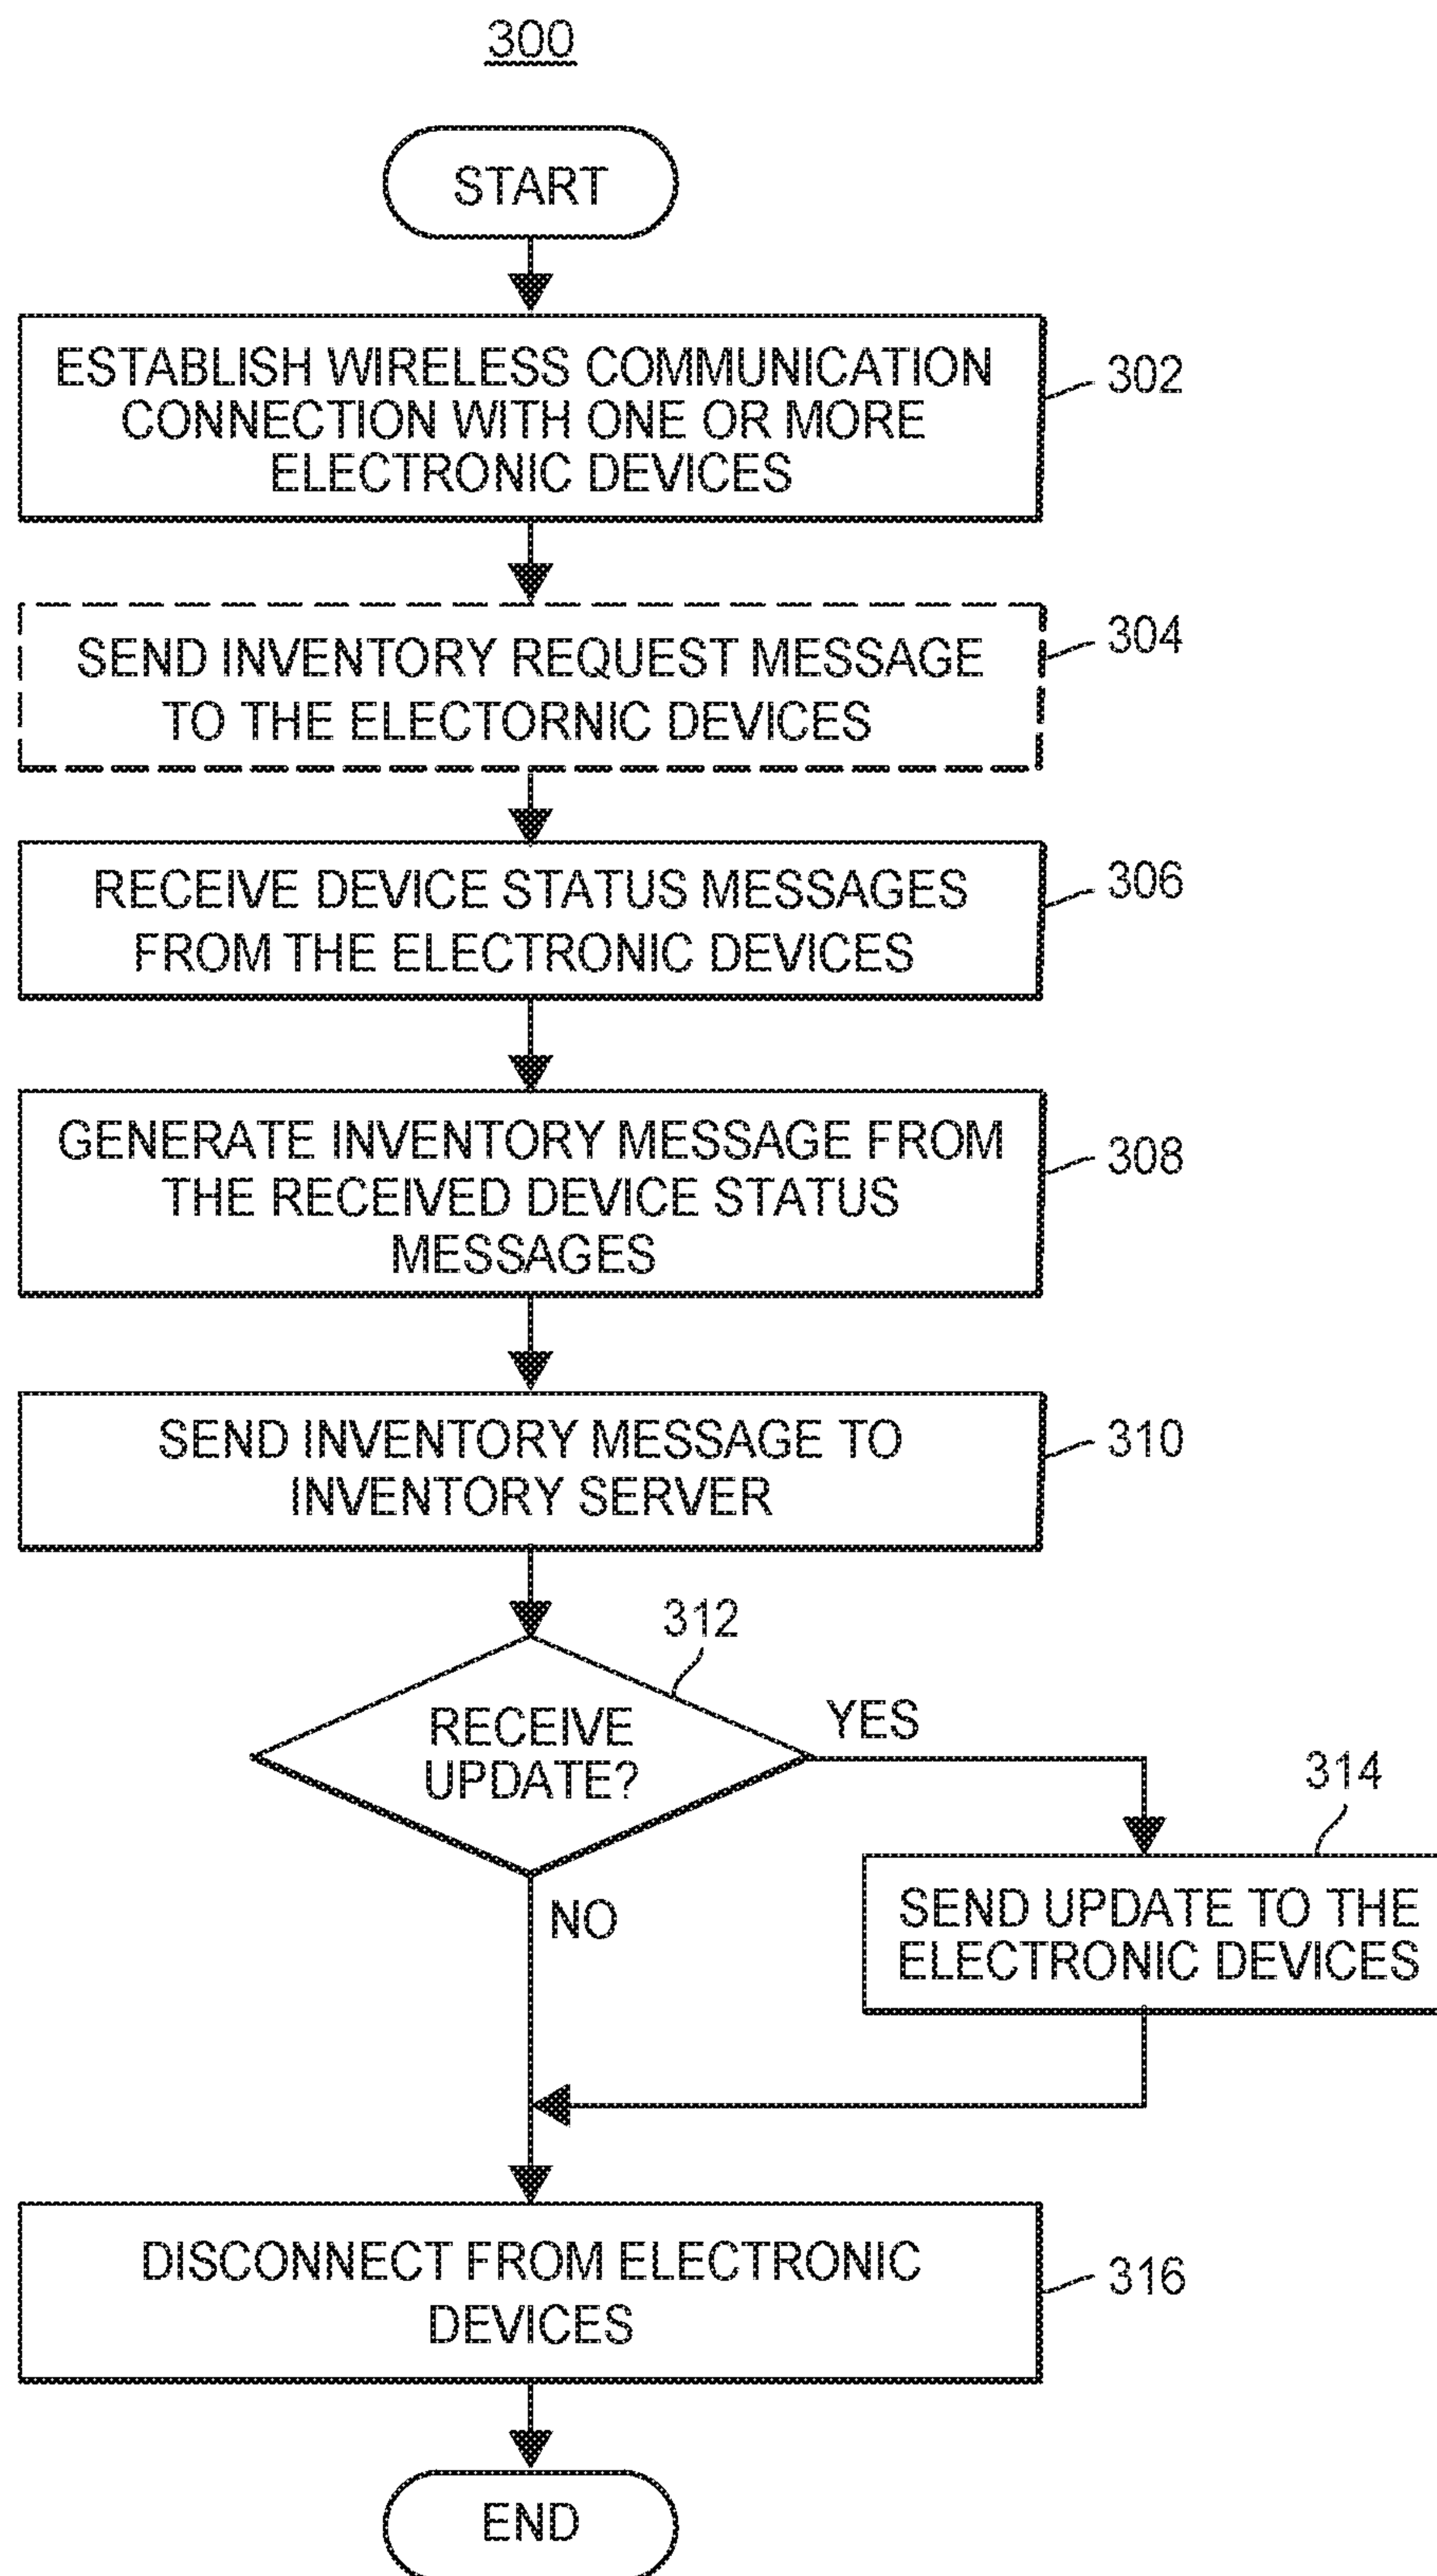 300
START
ESTABLISH WIRELESS COMMUNICATION
CONNECTION WITH ONE OR MORE
ELECTRONIC DEVICES
302
SEND INVENTORY REQUEST MESSAGE
TO THE ELECTORNIC DEVICES
304
RECEIVE DEVICE STATUS MESSAGES
FROM THE ELECTRONIC DEVICES
306
GENERATE INVENTORY MESSAGE FROM
THE RECEIVED DEVICE STATUS
MESSAGES
308
SEND INVENTORY MESSAGE TO
INVENTORY SERVER
310
312
RECEIVE
UPDATE?
YES
314
SEND UPDATE TO THE
ELECTRONIC DEVICES
NO
DISCONNECT FROM ELECTRONIC
DEVICES
316
END